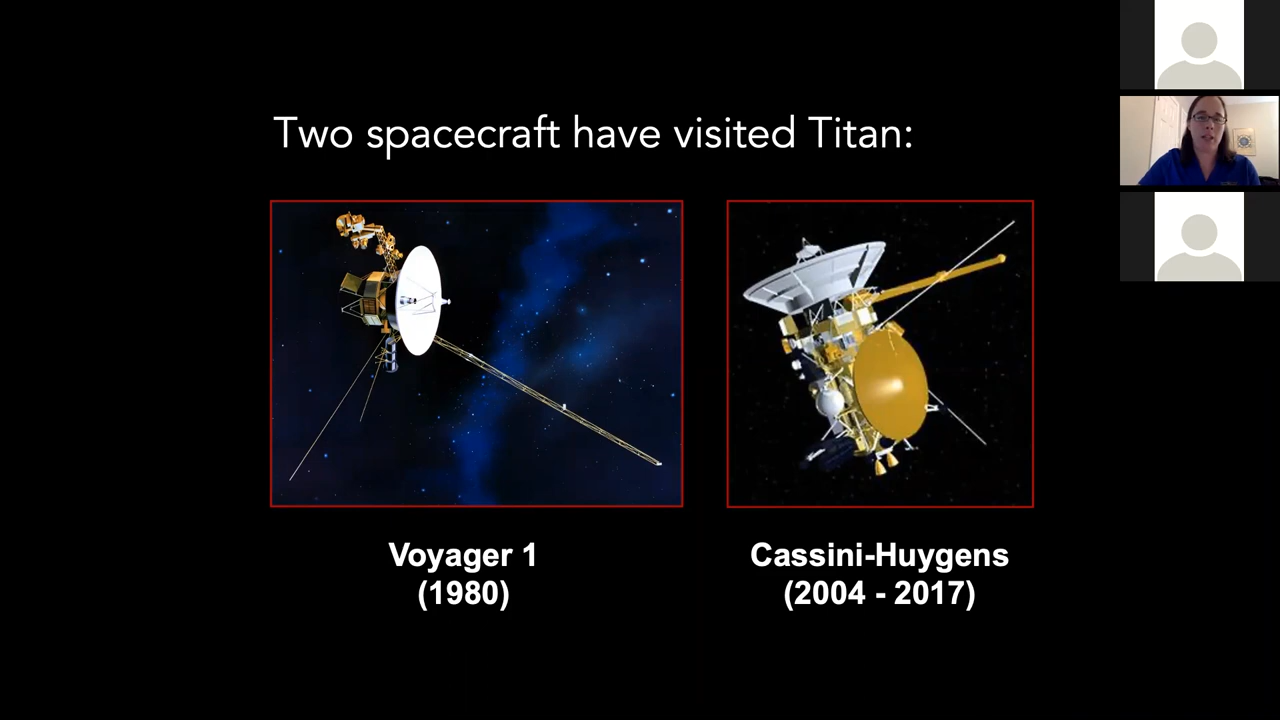 Two spacecraft have visited Titan:
Voyager 1
(1980)
Cassini-Huygens
(2004 - 2017)